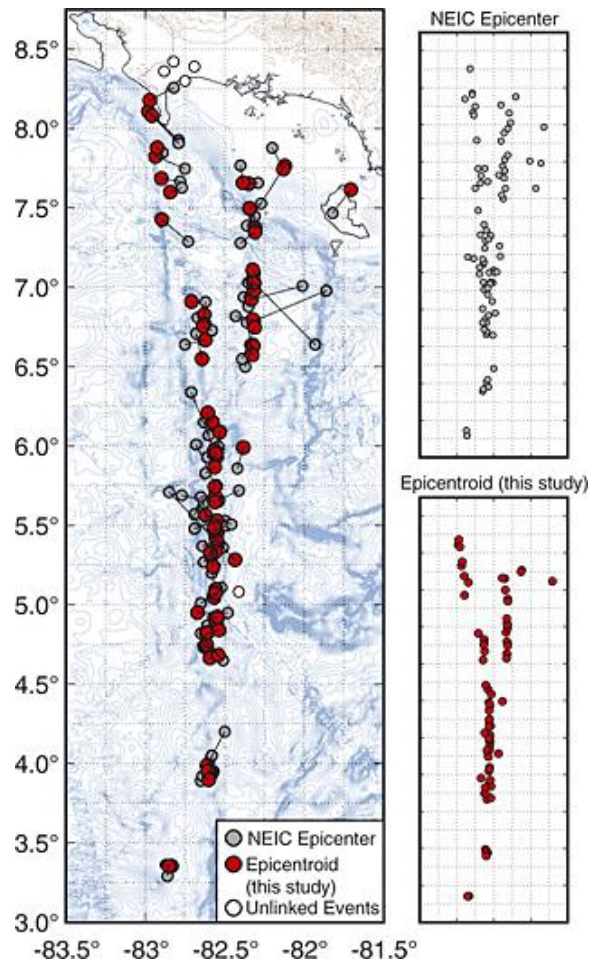 NEIC Epicenter
8.5°
8.0°
7.5°
7.0°
6.5°
6.0°
5.5°
5.0°
4.5°
4.0°
3.5°
3.0°
Epicentroid (this study)
NEIC Epicenter
Epicentroid
(this study)
Unlinked Events
-83.5° -83° -82.5° -82° -81.5°